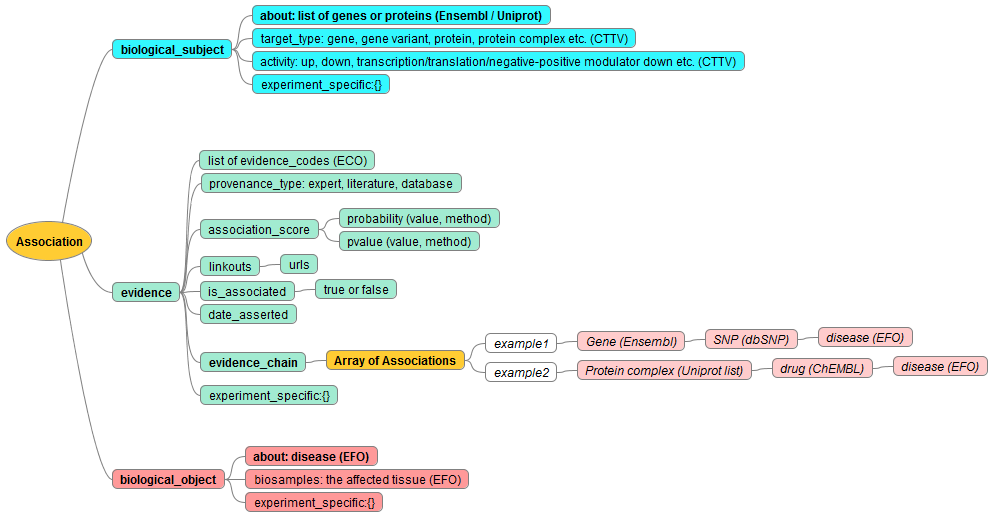 about: list of genes or proteins (Ensembl / Uniprot)
target_type: gene, gene variant, protein, protein complex etc. (CTTV)
biological_subject
activity: up, down, transcription/translation/negative-positive modulator down etc. (CTTV)
experiment_specific:{}
list of evidence_codes (ECO)
provenance_type: expert, literature, database
association_score
probability (value, method)
pvalue (value, method)
Association
linkouts
urls
evidence
is_associated
true or false
date_asserted
evidence_chain
Array of Associations
example1
Gene (Ensembl)
SNP (dbSNP)
disease (EFO)
example2
Protein complex (Uniprot list)
drug (ChEMBL)
disease (EFO)
experiment_specific:{}
about: disease (EFO)
biological_object
biosamples: the affected tissue (EFO)
experiment_specific:{}